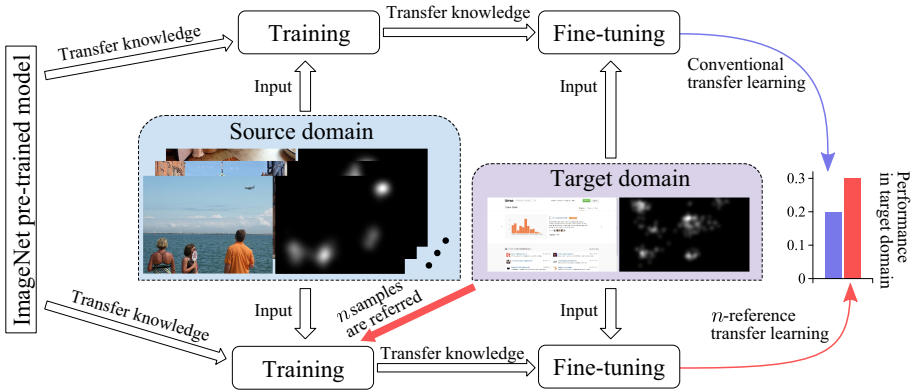 ImageNet pre-trained model
Transfer knowledge
Training
Transfer knowledge
Fine-tuning
Conventional
transfer learning
Input
Input
Source domain
Target domain
0.3
0.2
0.1
0
Performance
in target domain
Input
n samples
are referred
Input
Transfer knowledge
Training
Transfer knowledge
Fine-tuning
n-reference
transfer learning